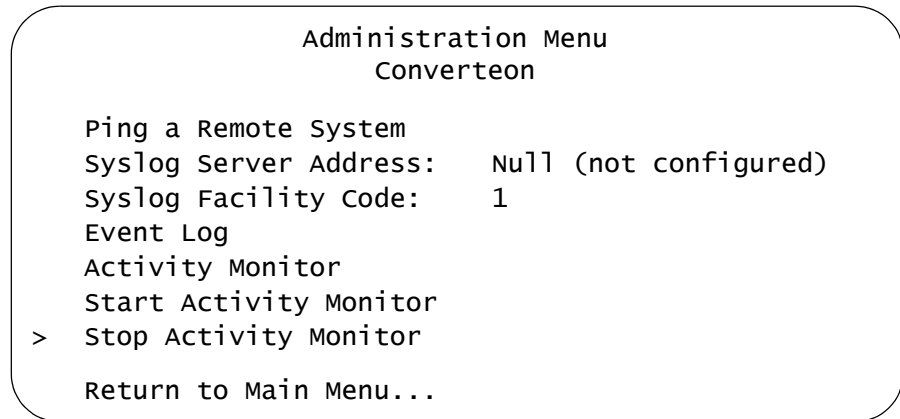 Administration Menu
Converteon
Ping a Remote System
Syslog Server Address: Null (not configured)
Syslog Facility Code: 1
Event Log
Activity Monitor
Start Activity Monitor
> Stop Activity Monitor
Return to Main Menu...